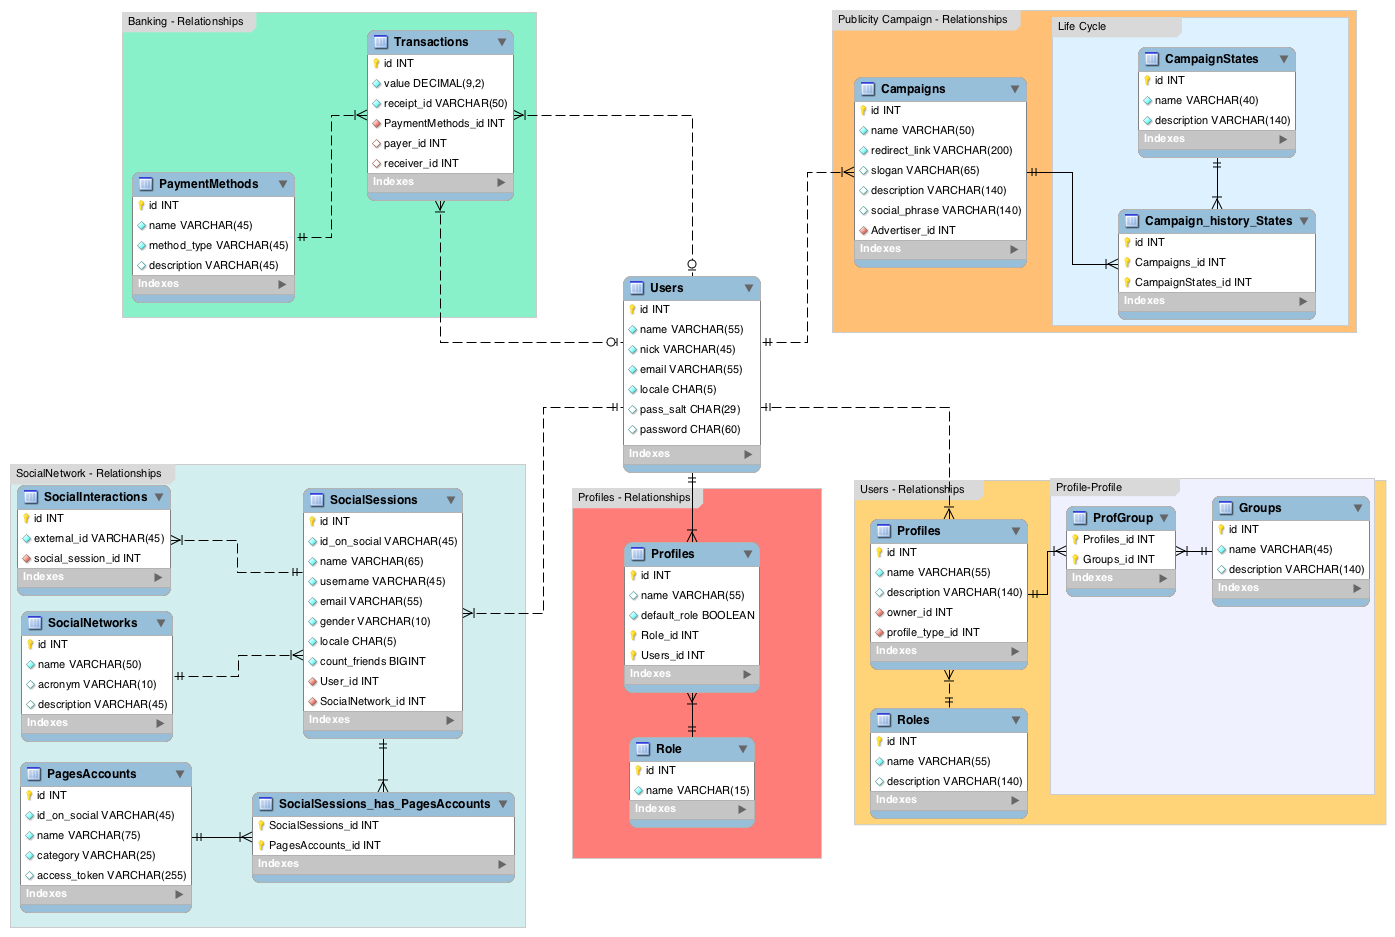 Banking - Relationships
Transactions
id INT
value DECIMAL(9,2)
receipt_id VARCHAR(50)
PaymentMethods_id INT
payer_id INT
receiver_id INT
Indexes
PaymentMethods
id INT
name VARCHAR(45)
method_type VARCHAR(45)
description VARCHAR(45)
Indexes
Publicity Campaign - Relationships
Campaigns
id INT
name VARCHAR(50)
redirect_link VARCHAR(200)
slogan VARCHAR(65)
description VARCHAR(140)
social_phrase VARCHAR(140)
Advertiser_id INT
Indexes
Life Cycle
CampaignStates
id INT
name VARCHAR(40)
description VARCHAR(140)
Indexes
Campaign_history_States
id INT
Campaigns_id INT
CampaignStates_id INT
Indexes
Users
id INT
name VARCHAR(55)
nick VARCHAR(45)
email VARCHAR(55)
locale CHAR(5)
pass_salt CHAR(29)
password CHAR(60)
Indexes
SocialNetwork - Relationships
SocialInteractions
id INT
external_id VARCHAR(45)
social_session_id INT
Indexes
SocialSessions
id INT
id_on_social VARCHAR(45)
name VARCHAR(65)
username VARCHAR(45)
email VARCHAR(55)
gender VARCHAR(10)
locale CHAR(5)
count_friends BIGINT
User_id INT
SocialNetwork_id INT
Indexes
SocialNetworks
id INT
name VARCHAR(50)
acronym VARCHAR(10)
description VARCHAR(45)
Indexes
PagesAccounts
id INT
id_on_social VARCHAR(45)
name VARCHAR(75)
category VARCHAR(25)
access_token VARCHAR(255)
Indexes
SocialSessions_has_PagesAccounts
SocialSessions_id INT
PagesAccounts_id INT
Indexes
Profiles - Relationships
Profiles
id INT
name VARCHAR(55)
default_role BOOLEAN
Role_id INT
Users_id INT
Indexes
Role
id INT
name VARCHAR(15)
Indexes
Users - Relationships
Profiles
id INT
name VARCHAR(55)
description VARCHAR(140)
owner_id INT
profile_type_id INT
Indexes
Roles
id INT
name VARCHAR(55)
description VARCHAR(140)
Indexes
Profile-Profile
ProfGroup
Profiles_id INT
Groups_id INT
Indexes
Groups
id INT
name VARCHAR(45)
description VARCHAR(140)
Indexes